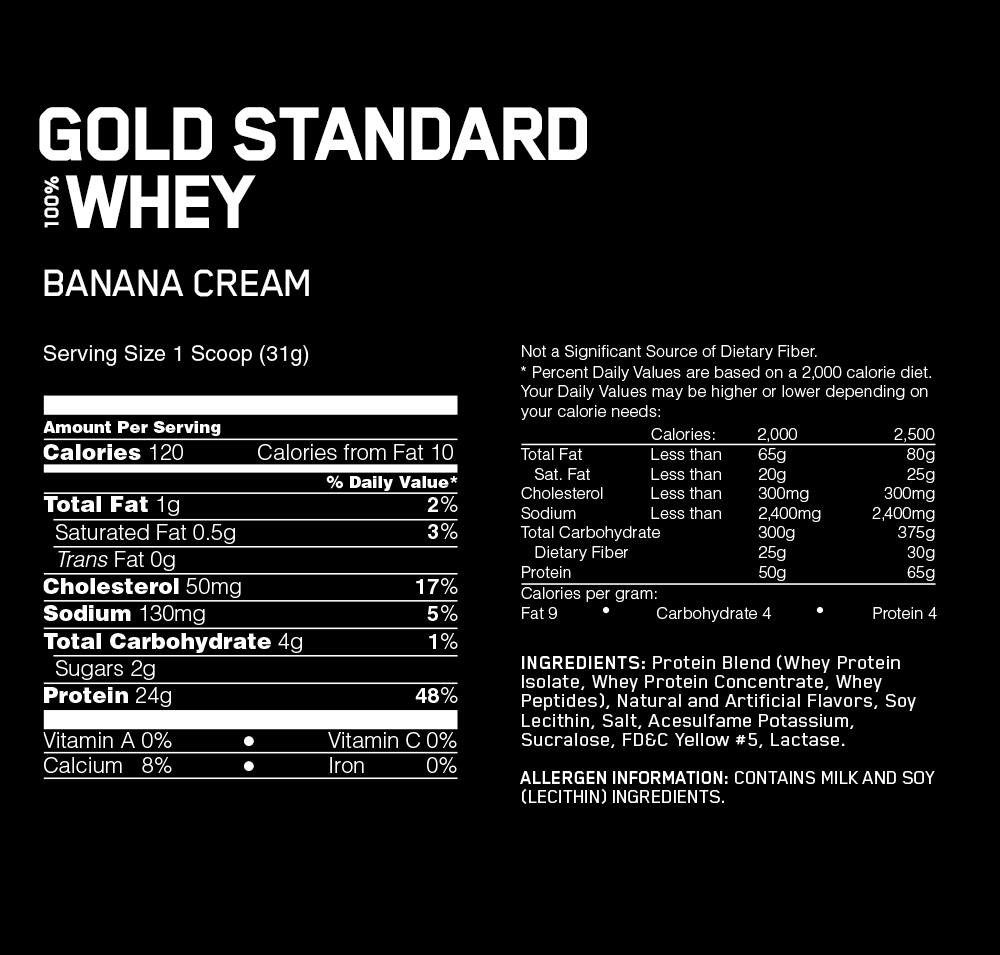 GOLD STANDARD
100% WHEY
BANANA CREAM
Serving Size 1 Scoop (31g)
Amount Per Serving
Calories 120 Calories from Fat 10
% Daily Value*
Total Fat 1g 2%
Saturated Fat 0.5g 3%
Trans Fat 0g
Cholesterol 50mg 17%
Sodium 130mg 5%
Total Carbohydrate 4g 1%
Sugars 2g
Protein 24g 48%
Vitamin A 0% • Vitamin C 0%
Calcium 8% • Iron 0%
Not a Significant Source of Dietary Fiber.
* Percent Daily Values are based on a 2,000 calorie diet.
Your Daily Values may be higher or lower depending on
your calorie needs:
Calories: 2,000 2,500
Total Fat Less than 65g 80g
Sat. Fat Less than 20g 25g
Cholesterol Less than 300mg 300mg
Sodium Less than 2,400mg 2,400mg
Total Carbohydrate 300g 375g
Dietary Fiber 25g 30g
Protein 50g 65g
Calories per gram:
Fat 9 • Carbohydrate 4 • Protein 4
INGREDIENTS: Protein Blend (Whey Protein
Isolate, Whey Protein Concentrate, Whey
Peptides), Natural and Artificial Flavors, Soy
Lecithin, Salt, Acesulfame Potassium,
Sucralose, FD&C Yellow #5, Lactase.
ALLERGEN INFORMATION: CONTAINS MILK AND SOY
(LECITHIN) INGREDIENTS.